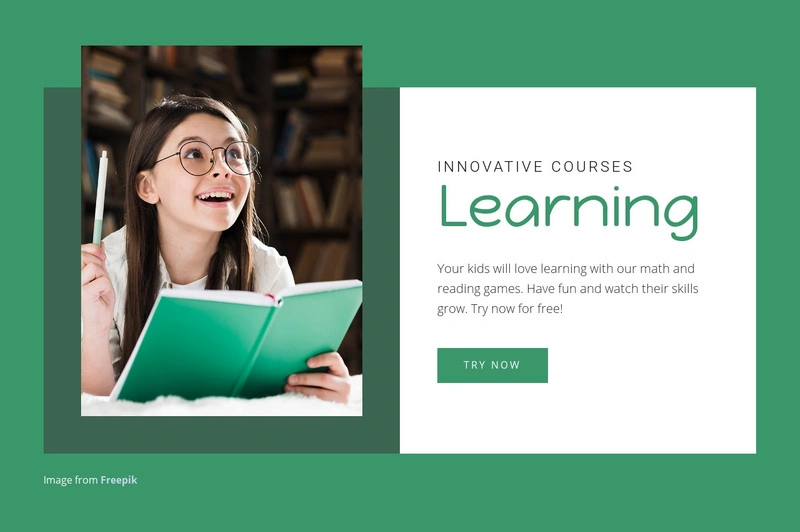 INNOVATIVE COURSES
Learning
Your kids will love learning with our math and
reading games. Have fun and watch their skills
grow. Try now for free!
TRY NOW
Image from Freepik